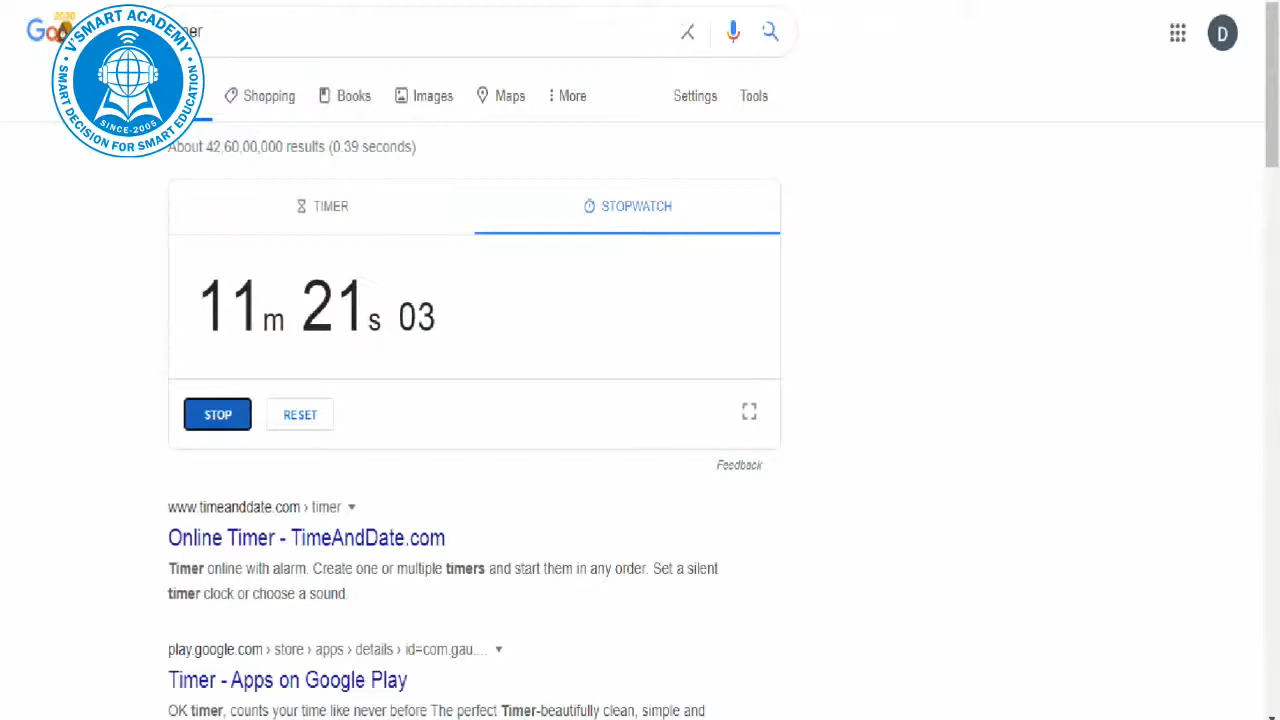 Go
2020
V'SMART ACADEMY
SMART DECISION FOR SMART EDUCATION
SINCE-2005
D
Shopping
Books
Images
Maps
More
Settings
Tools
About 42,60,00,000 results (0.39 seconds)
TIMER
STOPWATCH
11m 21s 03
STOP
RESET
Feedback
www.timeanddate.com › timer
Online Timer - TimeAndDate.com
Timer online with alarm. Create one or multiple timers and start them in any order. Set a silent
timer clock or choose a sound.
play.google.com › store › apps › details › id=com.gau....
Timer - Apps on Google Play
OK timer, counts your time like never before The perfect Timer-beautifully clean, simple and